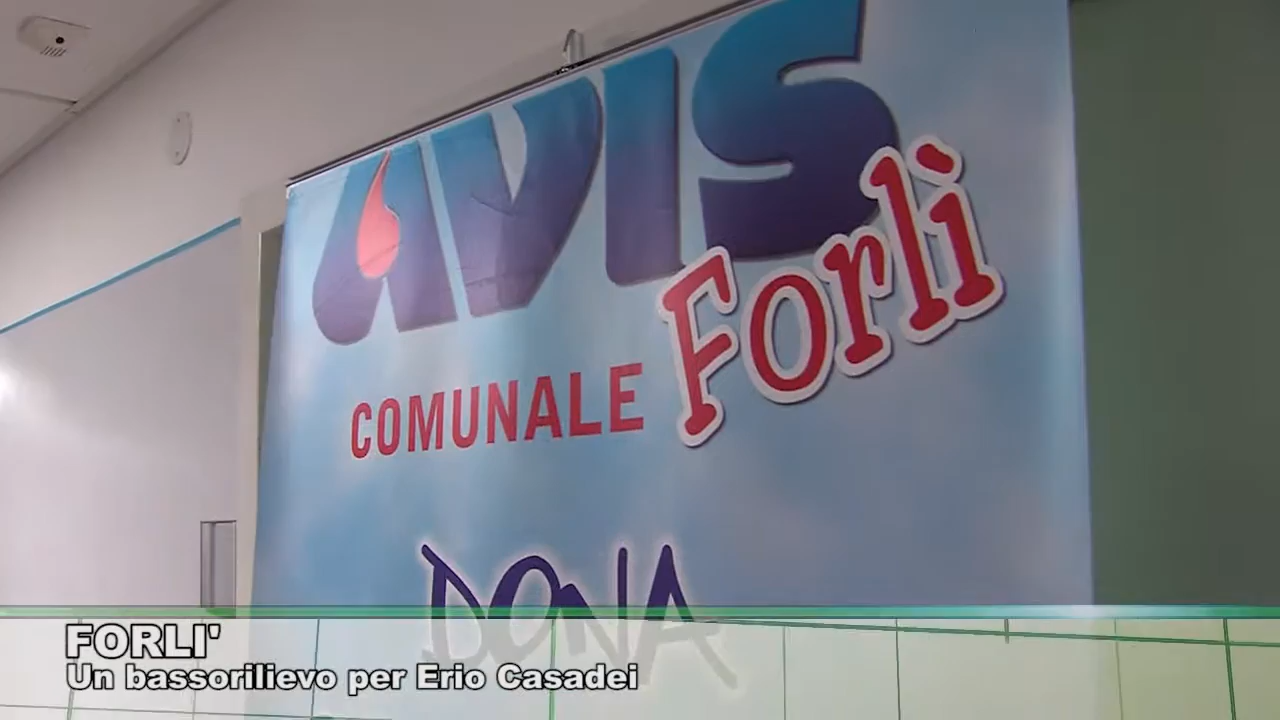 AVIS
Forlì
COMUNALE
DONA
FORLI'
Un bassorilievo per Erio Casadei